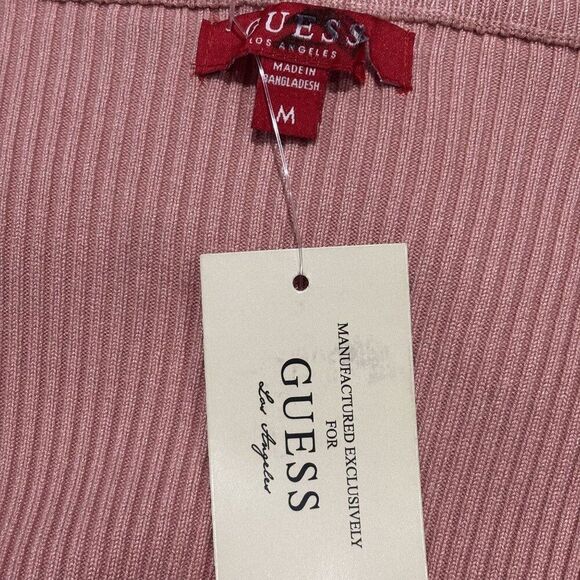 GUESS
LOS ANGELES
MADE IN
BANGLADESH
M
MANUFACTURED EXCLUSIVELY
FOR
GUESS
Los Angeles